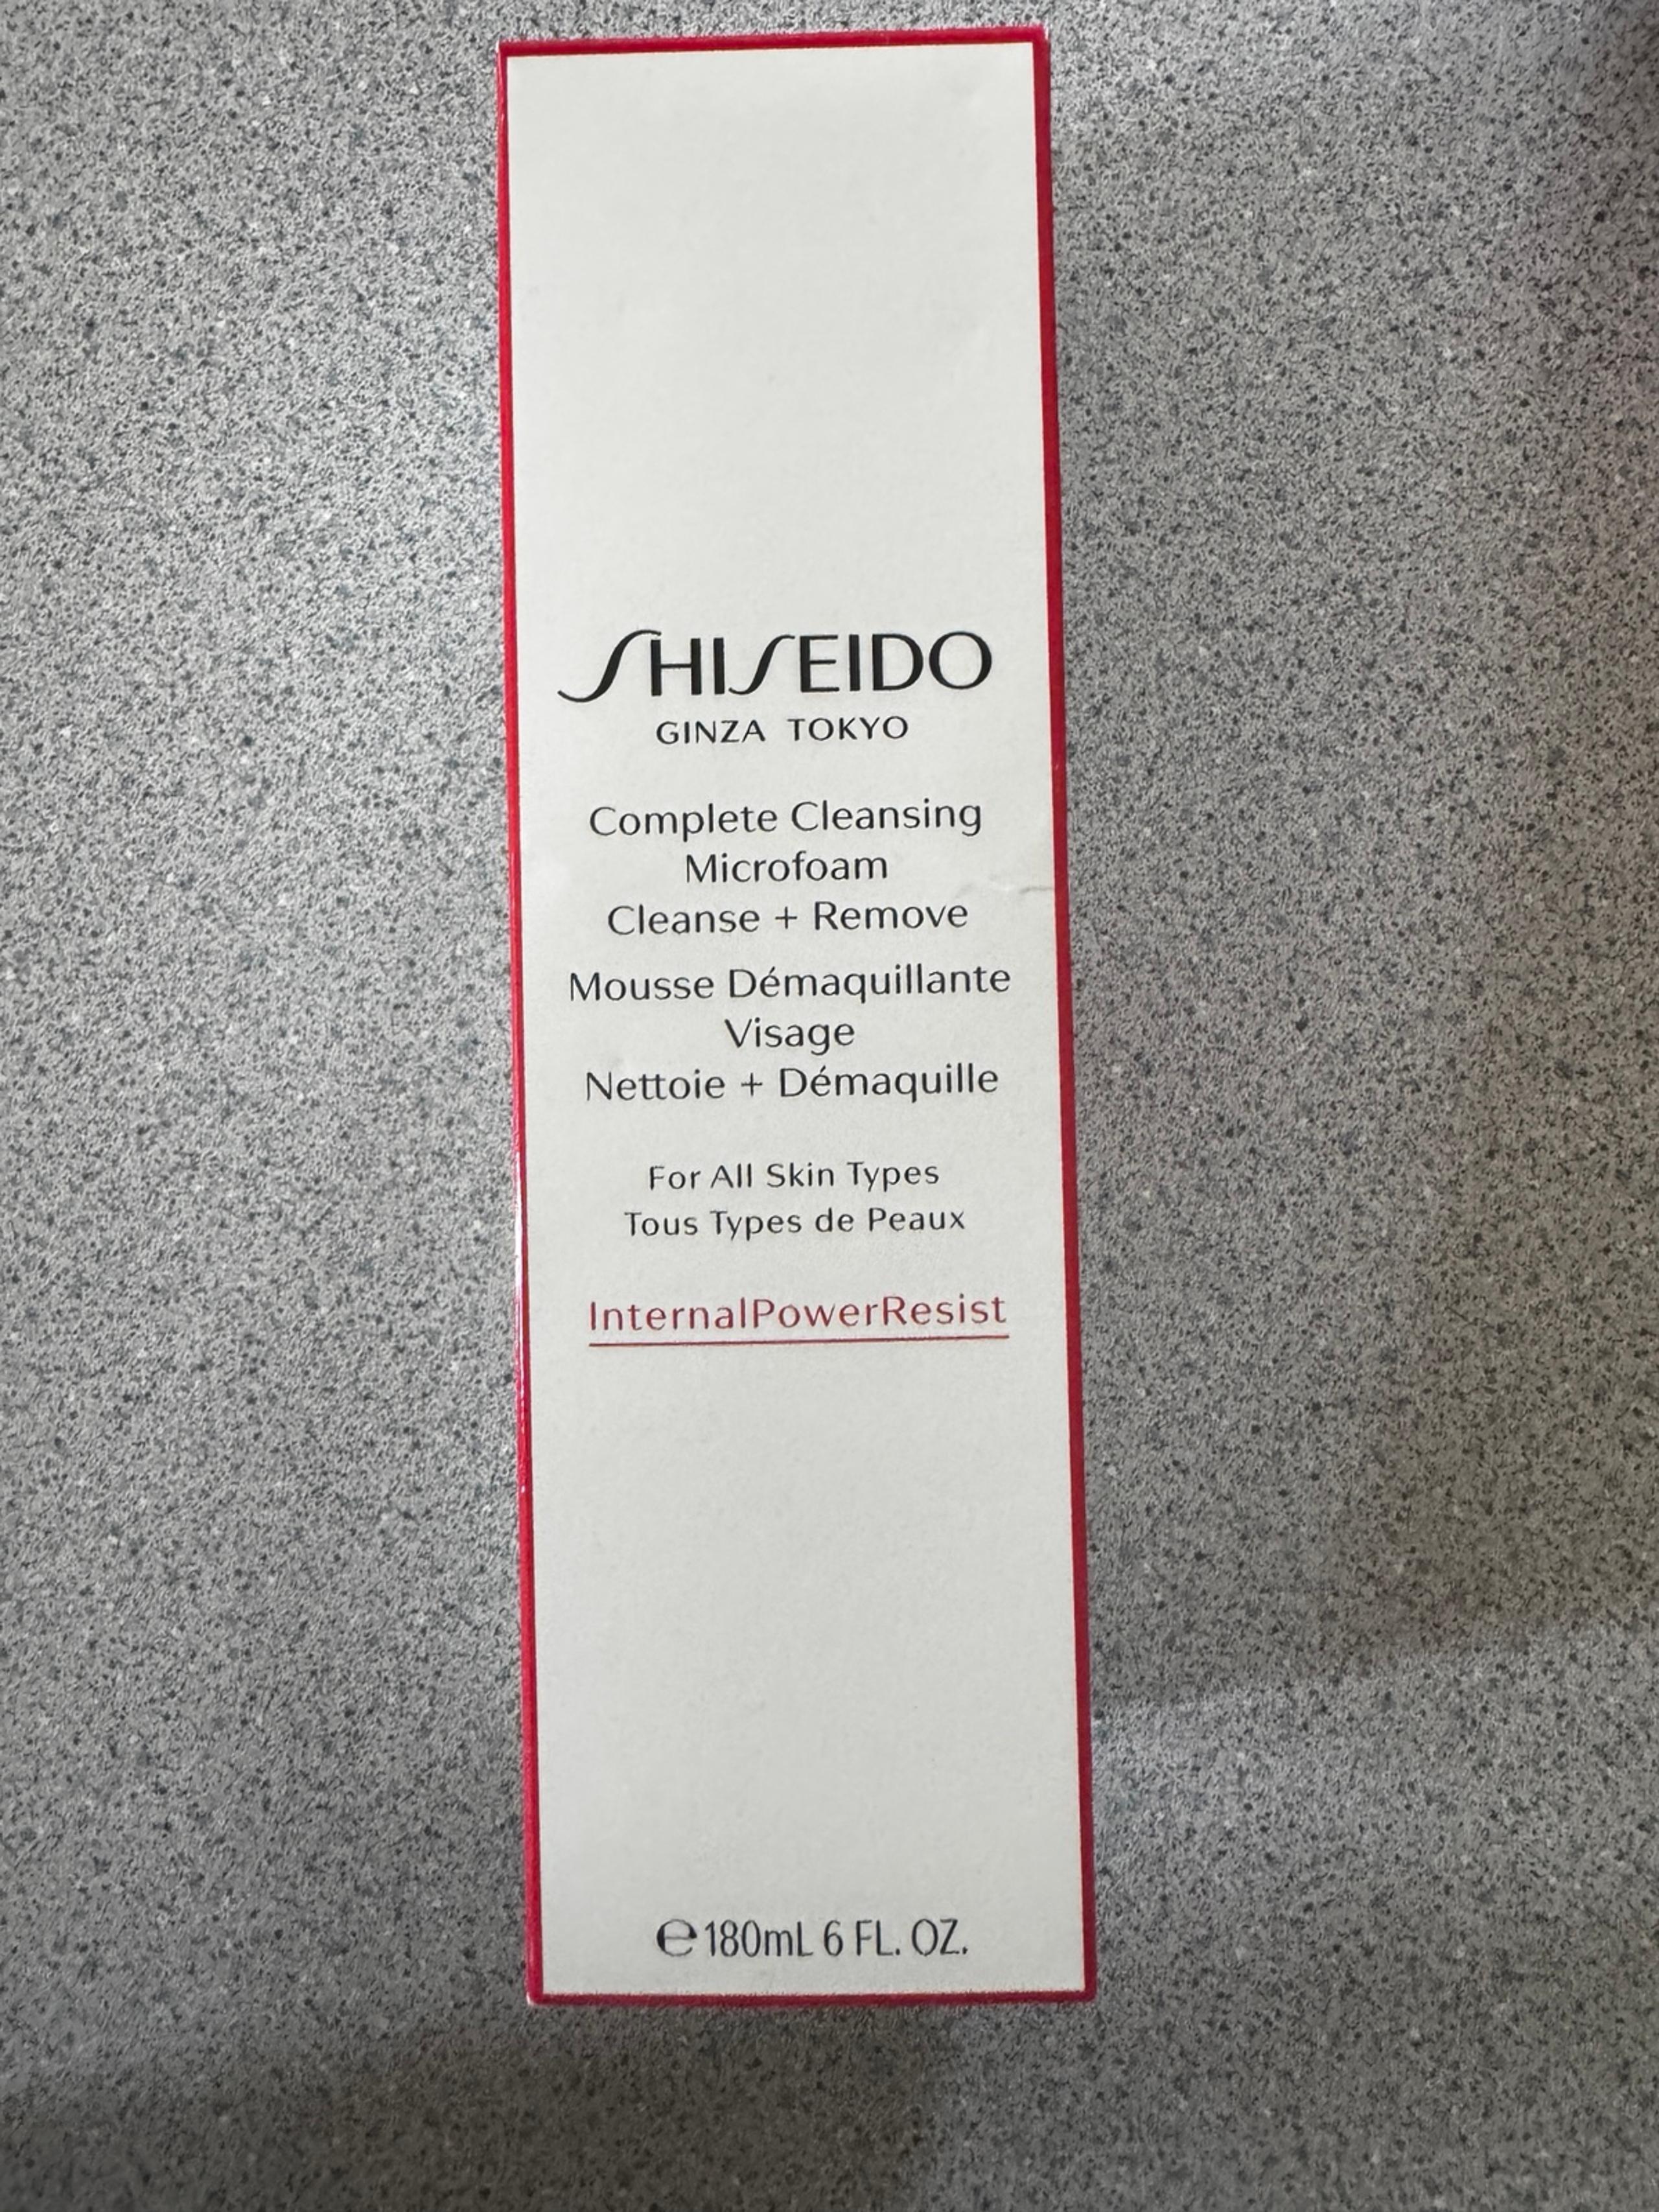 SHISEIDO
GINZA TOKYO
Complete Cleansing
Microfoam
Cleanse + Remove
Mousse Démaquillante
Visage
Nettoie + Démaquille
For All Skin Types
Tous Types de Peaux
InternalPowerResist
℮180mL 6 FL. OZ.